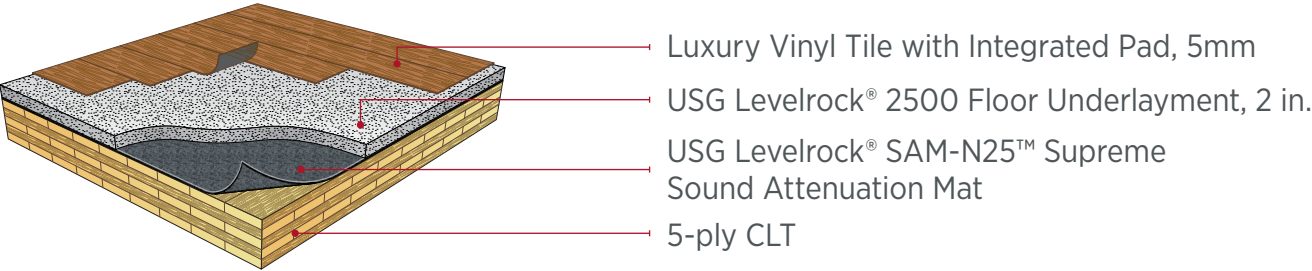 Luxury Vinyl Tile with Integrated Pad, 5mm
USG Levelrock® 2500 Floor Underlayment, 2 in.
USG Levelrock® SAM-N25™ Supreme
Sound Attenuation Mat
5-ply CLT